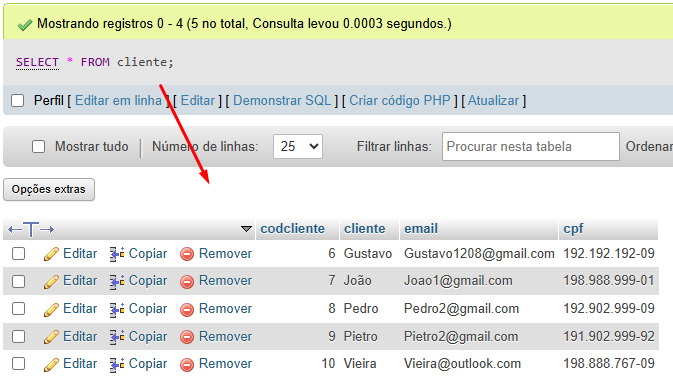 Mostrando registros 0 - 4 (5 no total, Consulta levou 0.0003 segundos.)
SELECT * FROM cliente;
Perfil [ Editar em linha ] [ Editar ] [ Demonstrar SQL ] [ Criar código PHP ] [ Atualizar ]
Mostrar tudo Número de linhas: 25 Filtrar linhas: Procurar nesta tabela Ordenar
Opções extras
←T→ codcliente cliente email cpf
Editar Copiar Remover 6 Gustavo Gustavo1208@gmail.com 192.192.192-09
Editar Copiar Remover 7 João Joao1@gmail.com 198.988.999-01
Editar Copiar Remover 8 Pedro Pedro2@gmail.com 192.902.999-09
Editar Copiar Remover 9 Pietro Pietro2@gmail.com 191.902.999-92
Editar Copiar Remover 10 Vieira Vieira@outlook.com 198.888.767-09